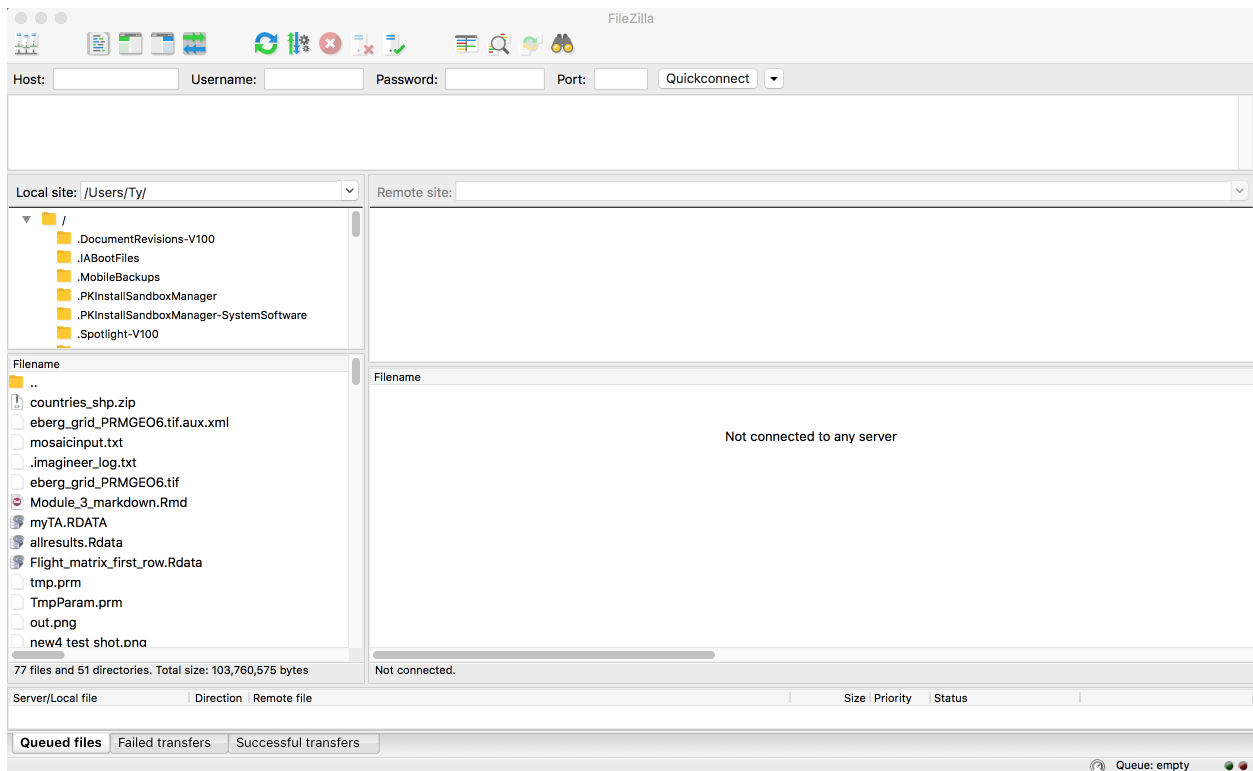 FileZilla
Host: Username: Password: Port: Quickconnect
Local site: /Users/Ty/
Remote site:
/
.DocumentRevisions-V100
.IABootFiles
.MobileBackups
.PKInstallSandboxManager
.PKInstallSandboxManager-SystemSoftware
.Spotlight-V100
Filename
..
countries_shp.zip
eberg_grid_PRMGEO6.tif.aux.xml
mosaicinput.txt
.imagineer_log.txt
eberg_grid_PRMGEO6.tif
Module_3_markdown.Rmd
myTA.RDATA
allresults.Rdata
Flight_matrix_first_row.Rdata
tmp.prm
TmpParam.prm
out.png
new4 test shot.png
77 files and 51 directories. Total size: 103,760,575 bytes
Filename
Not connected to any server
Not connected.
Server/Local file Direction Remote file Size Priority Status
Queued files Failed transfers Successful transfers
Queue: empty